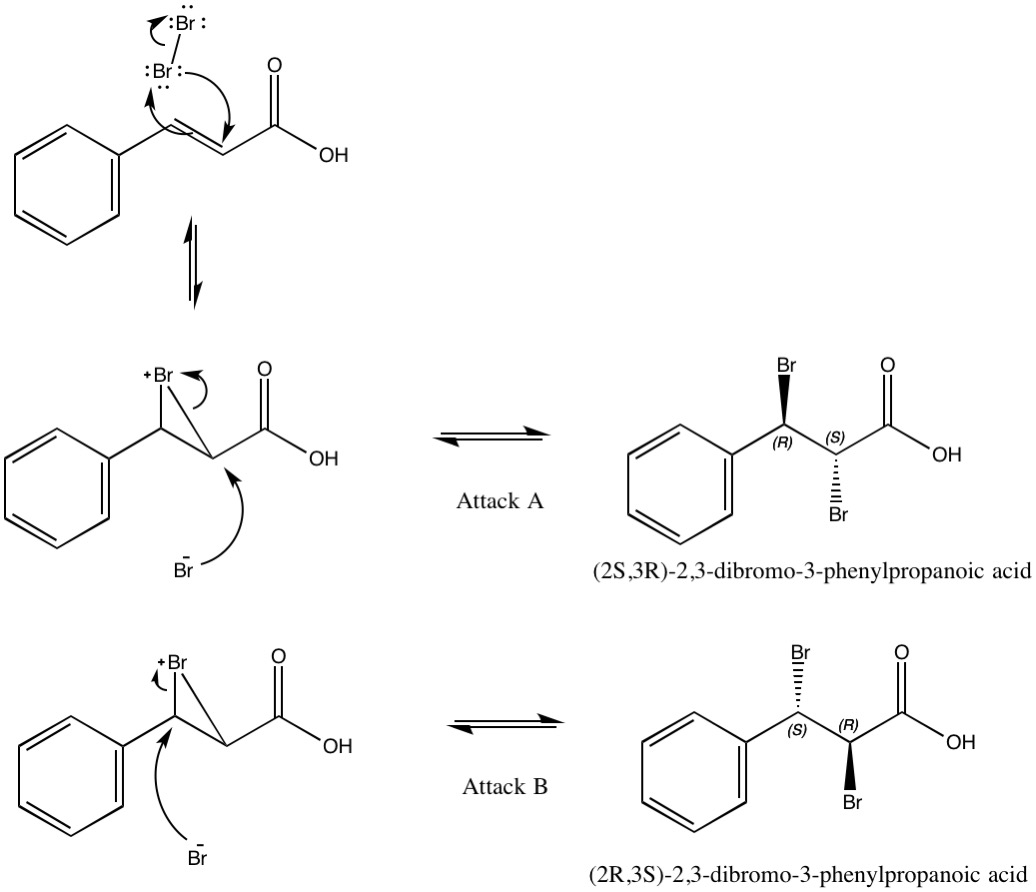 :Br:
:Br:
O
OH
+Br
O
OH
Br
O
(R)
(S)
OH
Br
Attack A
Br-
(2S,3R)-2,3-dibromo-3-phenylpropanoic acid
+Br
O
OH
Br
O
(S)
(R)
OH
Br
Attack B
Br-
(2R,3S)-2,3-dibromo-3-phenylpropanoic acid